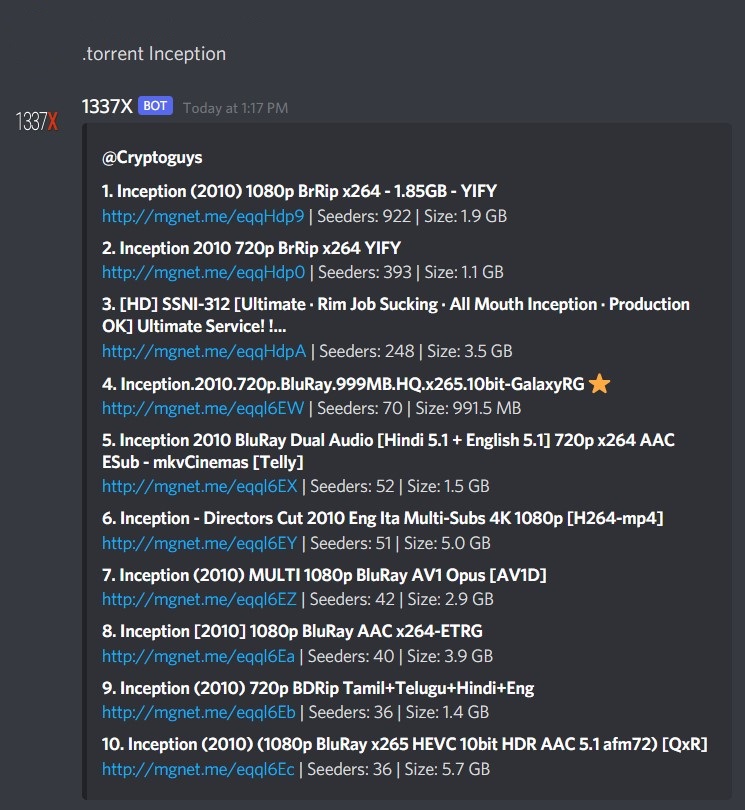 .torrent Inception
1337X
1337X BOT Today at 1:17 PM
@Cryptoguys
1. Inception (2010) 1080p BrRip x264 - 1.85GB - YIFY
http://mgnet.me/eqqHdp9 | Seeders: 922 | Size: 1.9 GB
2. Inception 2010 720p BrRip x264 YIFY
http://mgnet.me/eqqHdp0 | Seeders: 393 | Size: 1.1 GB
3. [HD] SSNI-312 [Ultimate · Rim Job Sucking · All Mouth Inception · Production
OK] Ultimate Service! !...
http://mgnet.me/eqqHdpA | Seeders: 248 | Size: 3.5 GB
4. Inception.2010.720p.BluRay.999MB.HQ.x265.10bit-GalaxyRG ⭐
http://mgnet.me/eqql6EW | Seeders: 70 | Size: 991.5 MB
5. Inception 2010 BluRay Dual Audio [Hindi 5.1 + English 5.1] 720p x264 AAC
ESub - mkvCinemas [Telly]
http://mgnet.me/eqql6EX | Seeders: 52 | Size: 1.5 GB
6. Inception - Directors Cut 2010 Eng Ita Multi-Subs 4K 1080p [H264-mp4]
http://mgnet.me/eqql6EY | Seeders: 51 | Size: 5.0 GB
7. Inception (2010) MULTI 1080p BluRay AV1 Opus [AV1D]
http://mgnet.me/eqql6EZ | Seeders: 42 | Size: 2.9 GB
8. Inception [2010] 1080p BluRay AAC x264-ETRG
http://mgnet.me/eqql6Ea | Seeders: 40 | Size: 3.9 GB
9. Inception (2010) 720p BDRip Tamil+Telugu+Hindi+Eng
http://mgnet.me/eqql6Eb | Seeders: 36 | Size: 1.4 GB
10. Inception (2010) (1080p BluRay x265 HEVC 10bit HDR AAC 5.1 afm72) [QxR]
http://mgnet.me/eqql6Ec | Seeders: 36 | Size: 5.7 GB